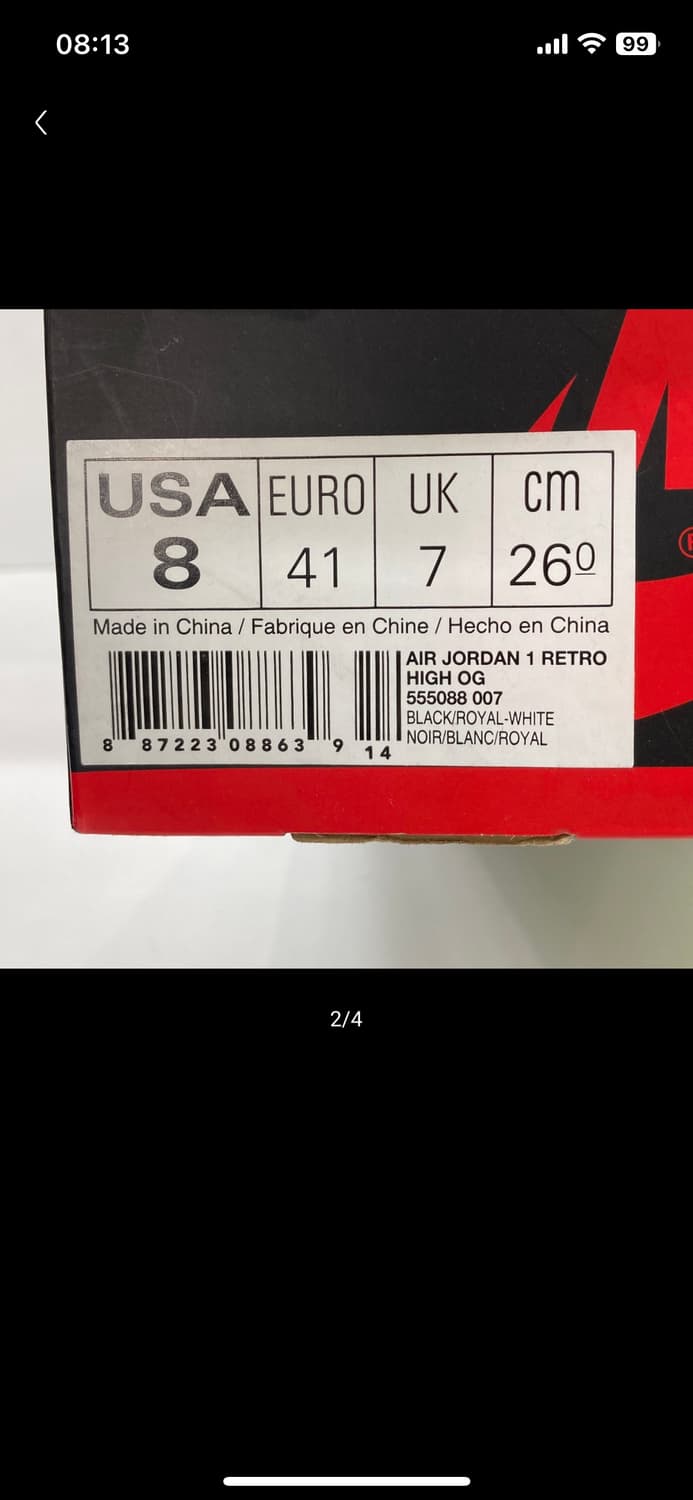 08:13
99
USA EURO UK cm
8 41 7 26⁰
Made in China / Fabrique en Chine / Hecho en China
AIR JORDAN 1 RETRO
HIGH OG
555088 007
BLACK/ROYAL-WHITE
NOIR/BLANC/ROYAL
8 87223 08863 9 14
®
2/4